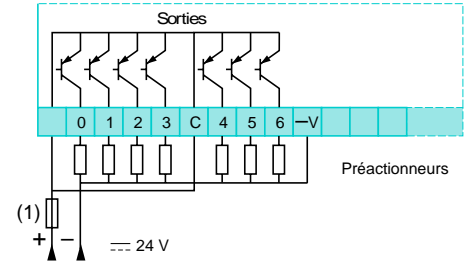 Sorties
0 1 2 3 C 4 5 6 —V
Préactionneurs
(1)
+ – 24 V